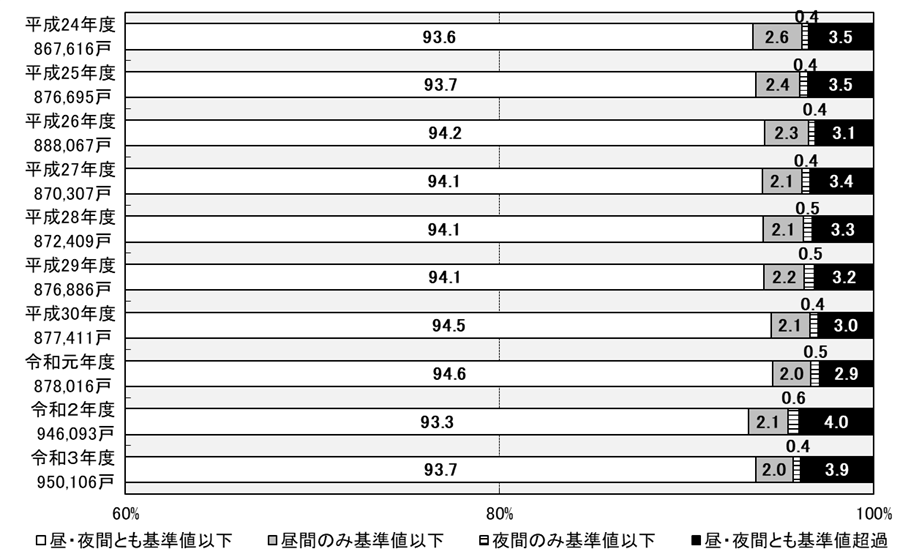 平成24年度
867,616戸
93.6
2.6
0.4
3.5
平成25年度
876,695戸
93.7
2.4
0.4
3.5
平成26年度
888,067戸
94.2
2.3
0.4
3.1
平成27年度
870,307戸
94.1
2.1
0.4
3.4
平成28年度
872,409戸
94.1
2.1
0.5
3.3
平成29年度
876,886戸
94.1
2.2
0.5
3.2
平成30年度
877,411戸
94.5
2.1
0.4
3.0
令和元年度
878,016戸
94.6
2.0
0.5
2.9
令和2年度
946,093戸
93.3
2.1
0.6
4.0
令和3年度
950,106戸
93.7
2.0
0.4
3.9
60% 80% 100%
昼・夜間とも基準値以下 昼間のみ基準値以下 夜間のみ基準値以下 昼・夜間とも基準値超過